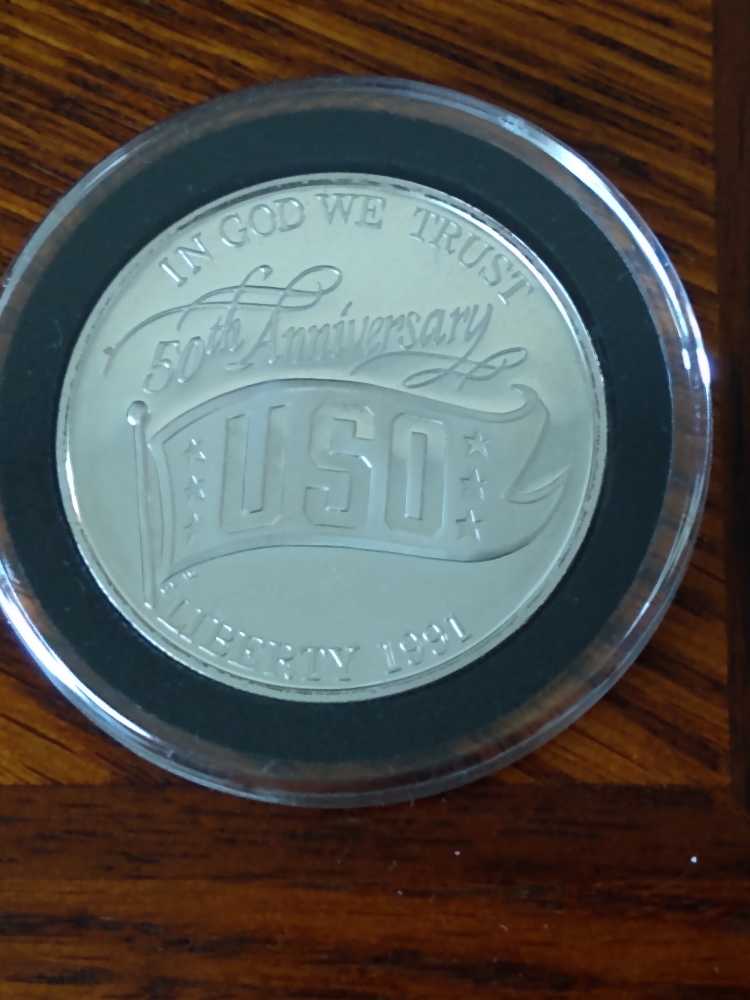 IN GOD WE TRUST
50th Anniversary
USO
LIBERTY 1991